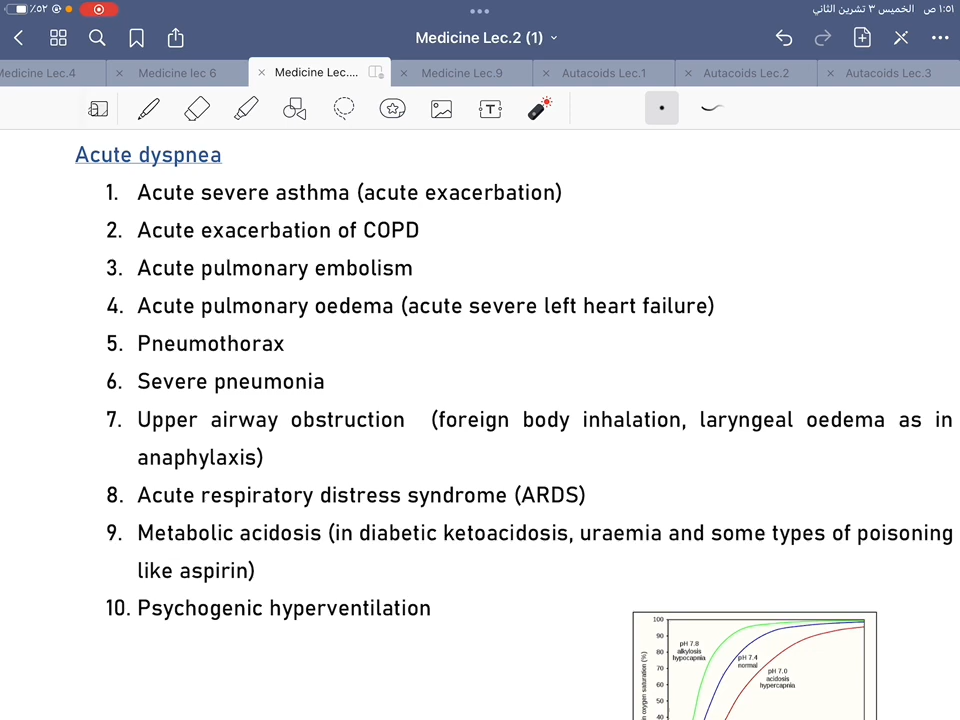 ٪٥٢
١:٥١ ص الخميس ٣ تشرين الثاني
Medicine Lec.2 (1)
Medicine Lec.4
Medicine lec 6
Medicine Lec....
Medicine Lec.9
Autacoids Lec.1
Autacoids Lec.2
Autacoids Lec.3
T
Acute dyspnea
1. Acute severe asthma (acute exacerbation)
2. Acute exacerbation of COPD
3. Acute pulmonary embolism
4. Acute pulmonary oedema (acute severe left heart failure)
5. Pneumothorax
6. Severe pneumonia
7. Upper airway obstruction (foreign body inhalation, laryngeal oedema as in
anaphylaxis)
8. Acute respiratory distress syndrome (ARDS)
9. Metabolic acidosis (in diabetic ketoacidosis, uraemia and some types of poisoning
like aspirin)
10. Psychogenic hyperventilation
100
90
80
70
60
50
40
pH 7.8
alkylosis
hypocapnia
pH 7.4
normal
pH 7.0
acidosis
hypercapnia
oxygen saturation (%)